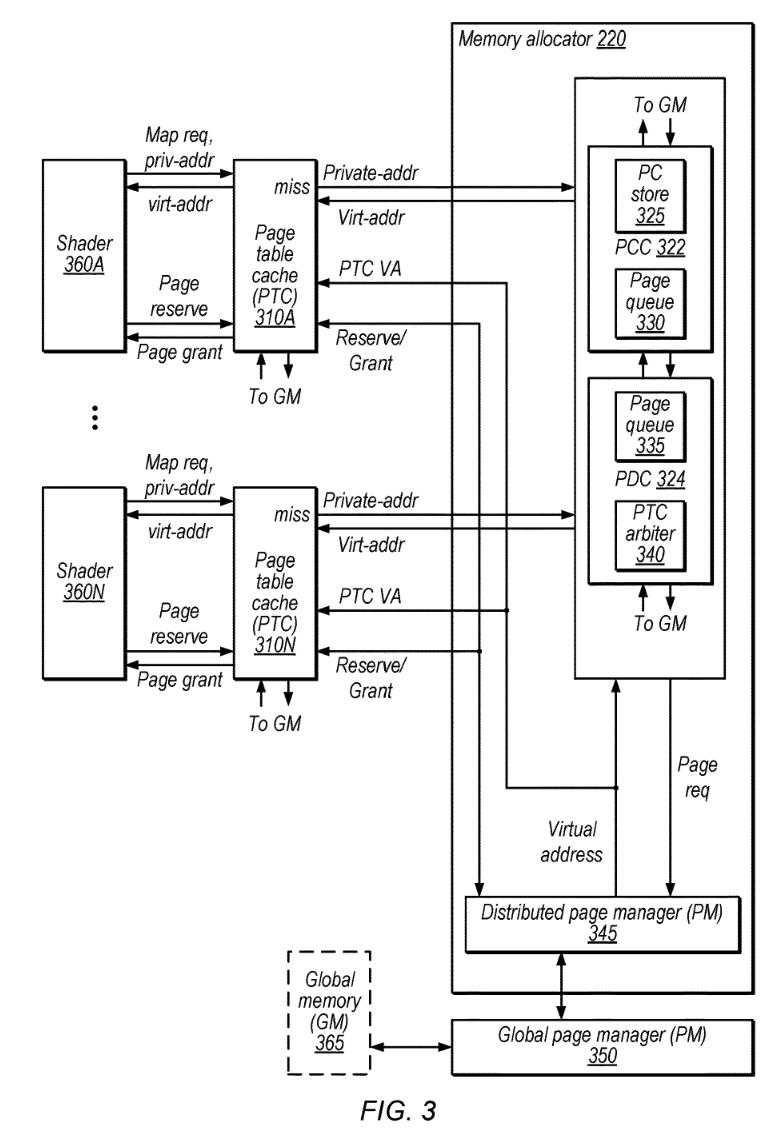 Memory allocator 220
To GM
PC
store
325
PCC 322
Page
queue
330
Page
queue
335
PDC 324
PTC
arbiter
340
To GM
Map req,
priv-addr
virt-addr
Shader
360A
Page
reserve
Page grant
miss
Page
table
cache
(PTC)
310A
To GM
Private-addr
Virt-addr
PTC VA
Reserve/
Grant
Map req,
priv-addr
virt-addr
Shader
360N
Page
reserve
Page grant
miss
Page
table
cache
(PTC)
310N
To GM
Private-addr
Virt-addr
PTC VA
Reserve/
Grant
Page
req
Virtual
address
Distributed page manager (PM)
345
Global
memory
(GM)
365
Global page manager (PM)
350
FIG. 3